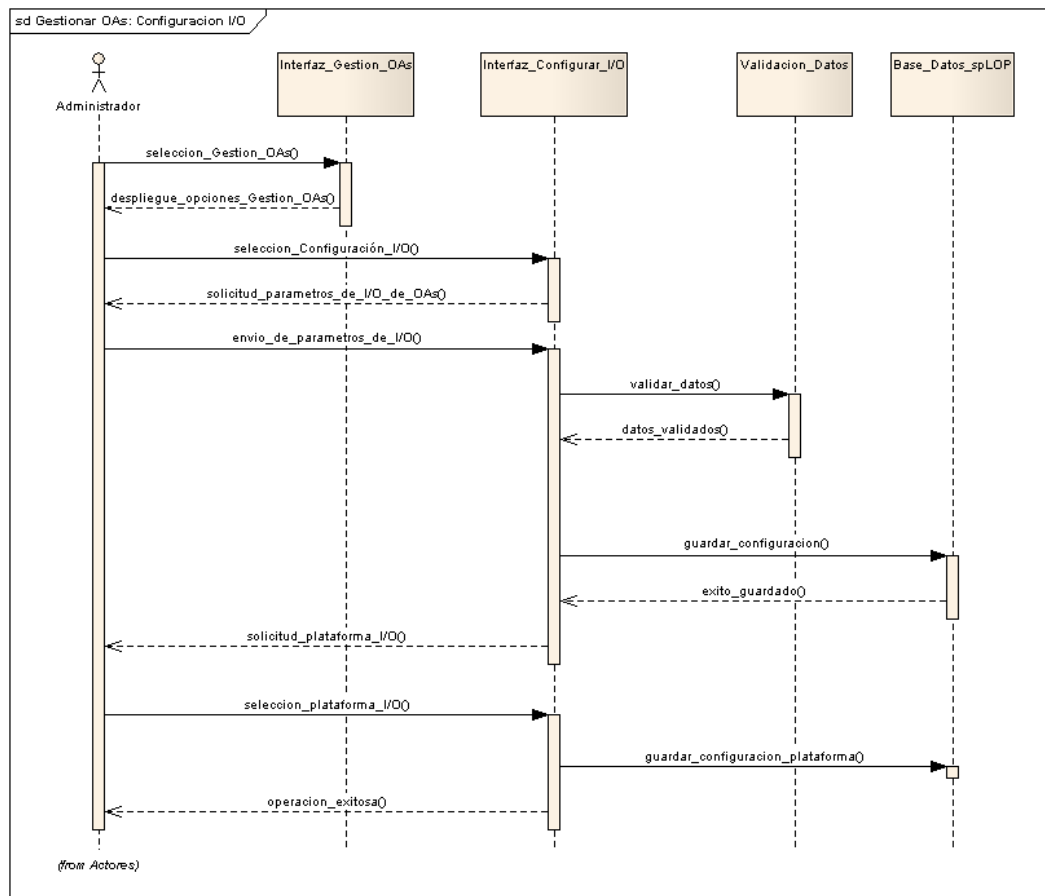 sd Gestionar OAs: Configuracion I/O
Administrador
Interfaz_Gestion_OAs
Interfaz_Configurar_I/O
Validacion_Datos
Base_Datos_spLOP
seleccion_Gestion_OAs()
despliegue_opciones_Gestion_OAs()
seleccion_Configuración_I/O()
solicitud_parametros_de_I/O_de_OAs()
envio_de_parametros_de_I/O()
validar_datos()
datos_validados()
guardar_configuracion()
exito_guardado()
solicitud_plataforma_I/O()
seleccion_plataforma_I/O()
guardar_configuracion_plataforma()
operacion_exitosa()
(from Actores)